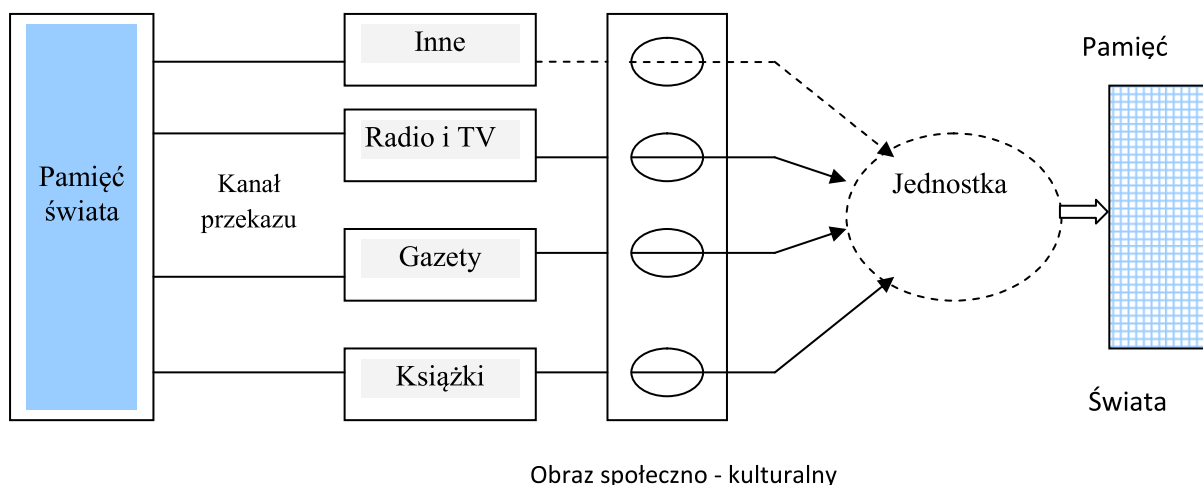 Pamięć
świata
Kanał
przekazu
Inne
Radio i TV
Gazety
Książki
Jednostka
Pamięć
Świata
Obraz społeczno - kulturalny